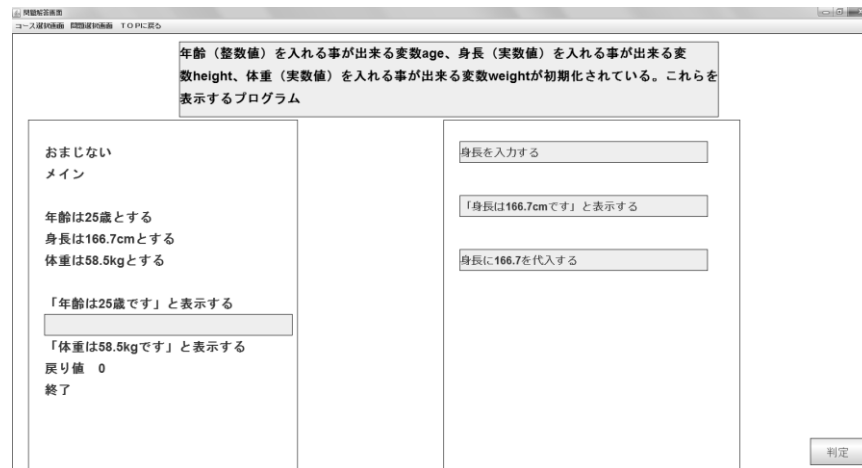 問題解答画面
コース選択画面 問題選択画面 TOPに戻る
年齢（整数値）を入れる事が出来る変数age、身長（実数値）を入れる事が出来る変
数height、体重（実数値）を入れる事が出来る変数weightが初期化されている。これらを
表示するプログラム
おまじない
メイン
年齢は25歳とする
身長は166.7cmとする
体重は58.5kgとする
「年齢は25歳です」と表示する
「体重は58.5kgです」と表示する
戻り値　0
終了
身長を入力する
「身長は166.7cmです」と表示する
身長に166.7を代入する
判定